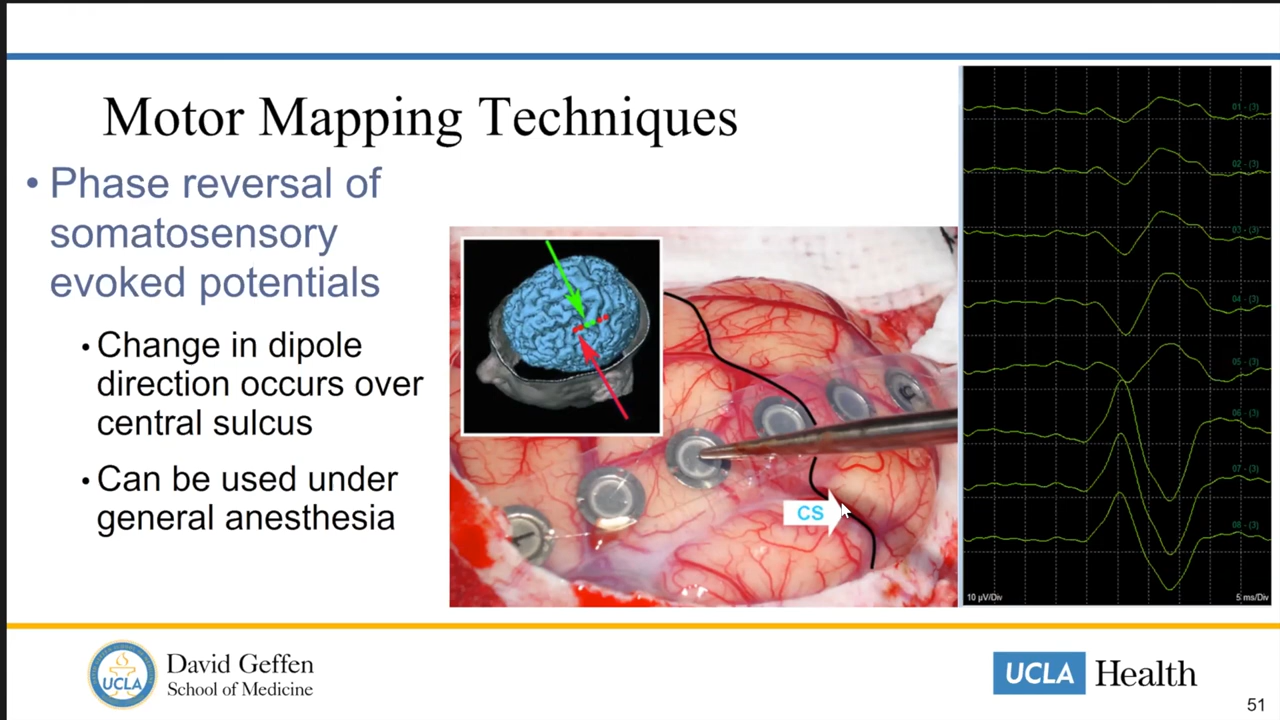 Motor Mapping Techniques
• Phase reversal of
somatosensory
evoked potentials
• Change in dipole
direction occurs over
central sulcus
• Can be used under
general anesthesia
CS
01 - (3)
02 - (3)
03 - (3)
04 - (3)
05 - (3)
06 - (3)
07 - (3)
08 - (3)
10 µV/Div
5 ms/Div
UCLA
David Geffen
School of Medicine
UCLA Health
51